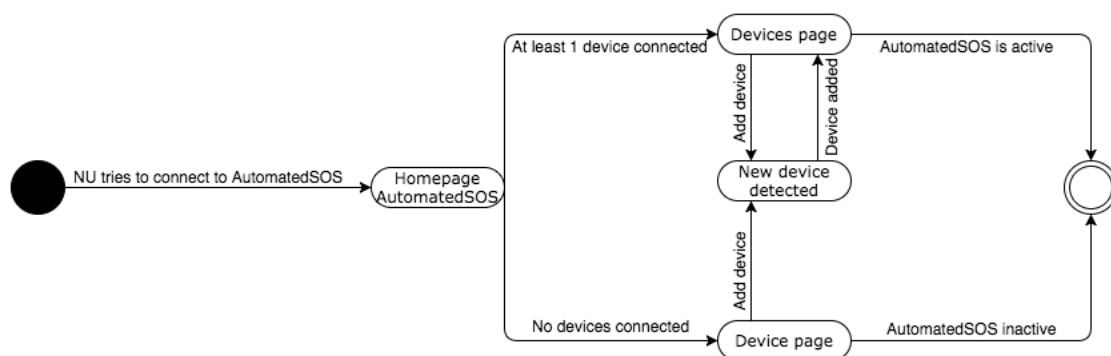 Devices page
At least 1 device connected
AutomatedSOS is active
Add device
Device added
NU tries to connect to AutomatedSOS
Homepage
AutomatedSOS
New device
detected
Add device
No devices connected
Device page
AutomatedSOS inactive